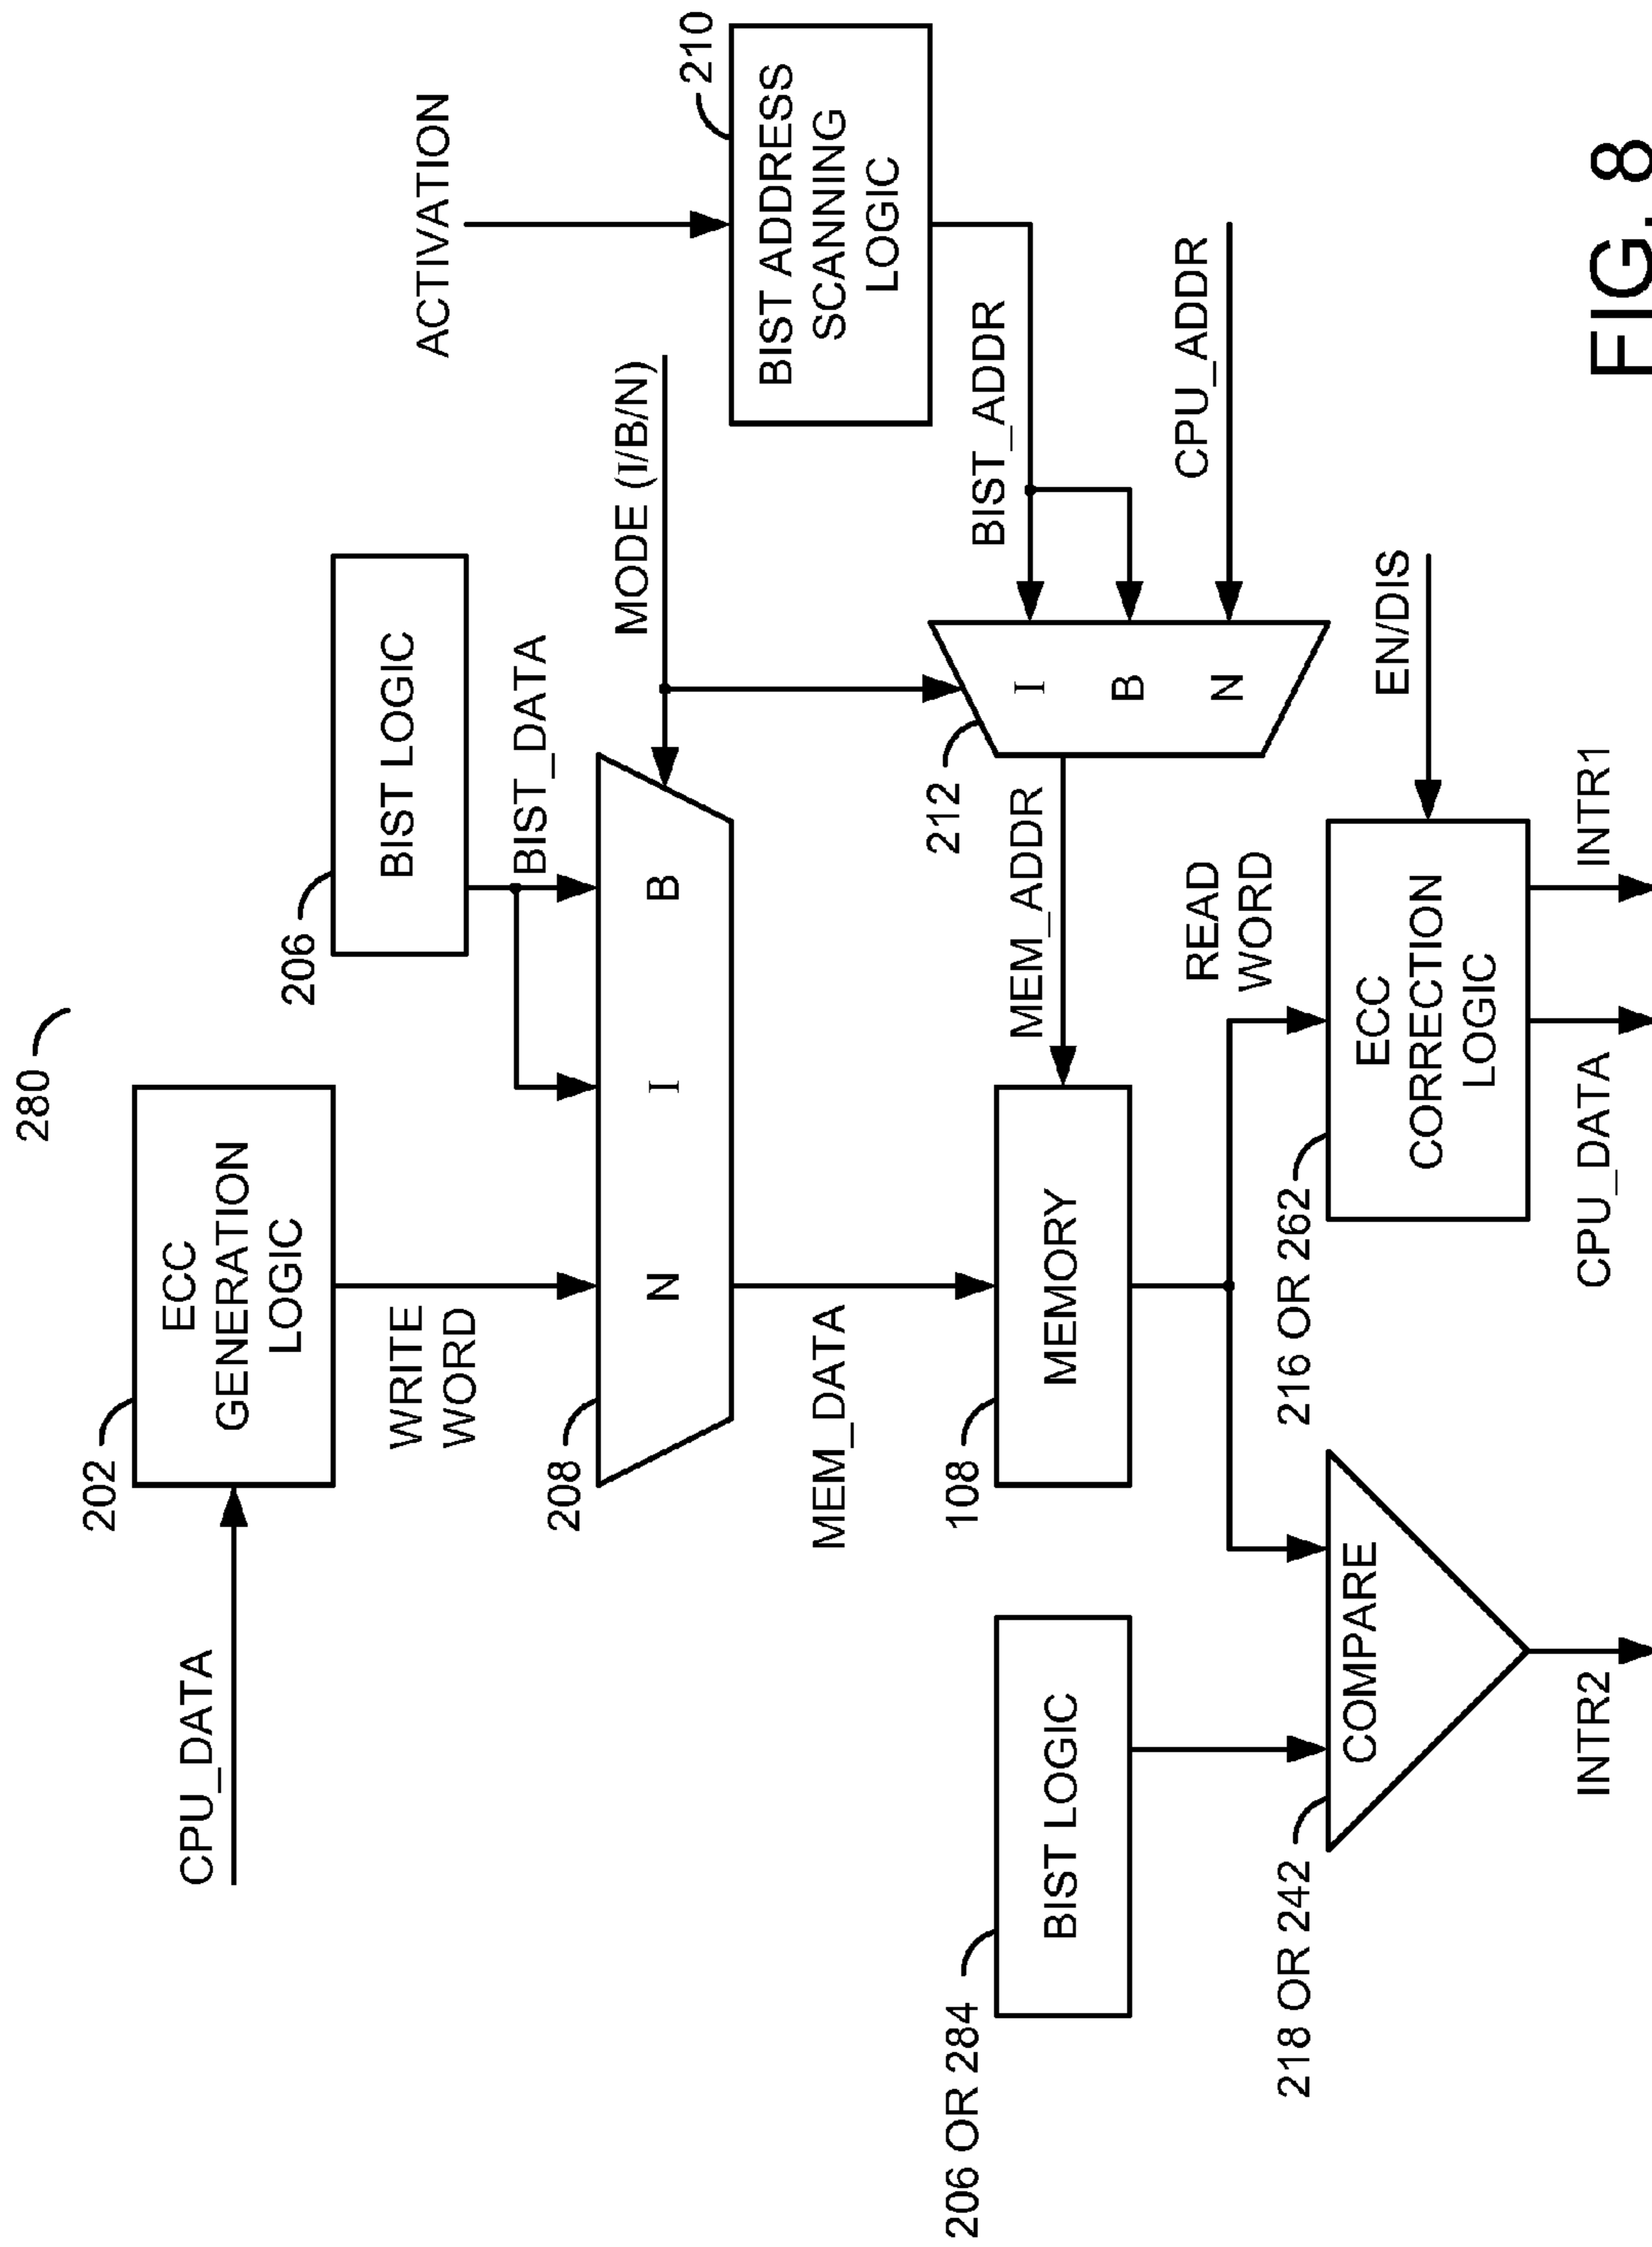 280
CPU_DATA
202
ECC
GENERATION
LOGIC
WRITE
WORD
206
BIST LOGIC
BIST_DATA
ACTIVATION
210
BIST ADDRESS
SCANNING
LOGIC
MODE (I/B/N)
208
N
I
B
BIST_ADDR
CPU_ADDR
212
I
B
N
MEM_DATA
MEM_ADDR
108
MEMORY
206 OR 284
BIST LOGIC
READ
WORD
EN/DIS
218 OR 242
COMPARE
216 OR 262
ECC
CORRECTION
LOGIC
INTR2
CPU_DATA
INTR1
FIG. 8